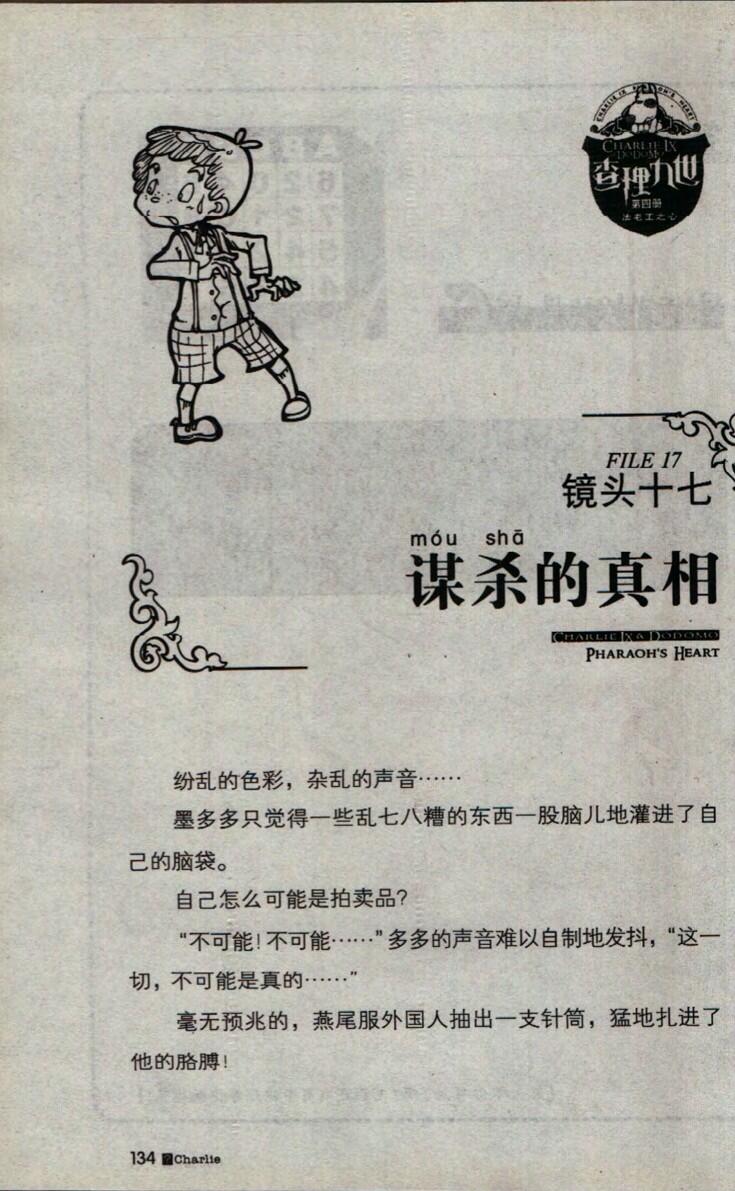 CHARLIE IX
DODOMO
查理九世
第四册
法老王之心
FILE 17
镜头十七
móu shā
谋杀的真相
CHARLIE IX & DODOMO
PHARAOH'S HEART
纷乱的色彩，杂乱的声音……
墨多多只觉得一些乱七八糟的东西一股脑儿地灌进了自
己的脑袋。
自己怎么可能是拍卖品？
“不可能！不可能……”多多的声音难以自制地发抖，“这一
切，不可能是真的……”
毫无预兆的，燕尾服外国人抽出一支针筒，猛地扎进了
他的胳膊！
134 Charlie